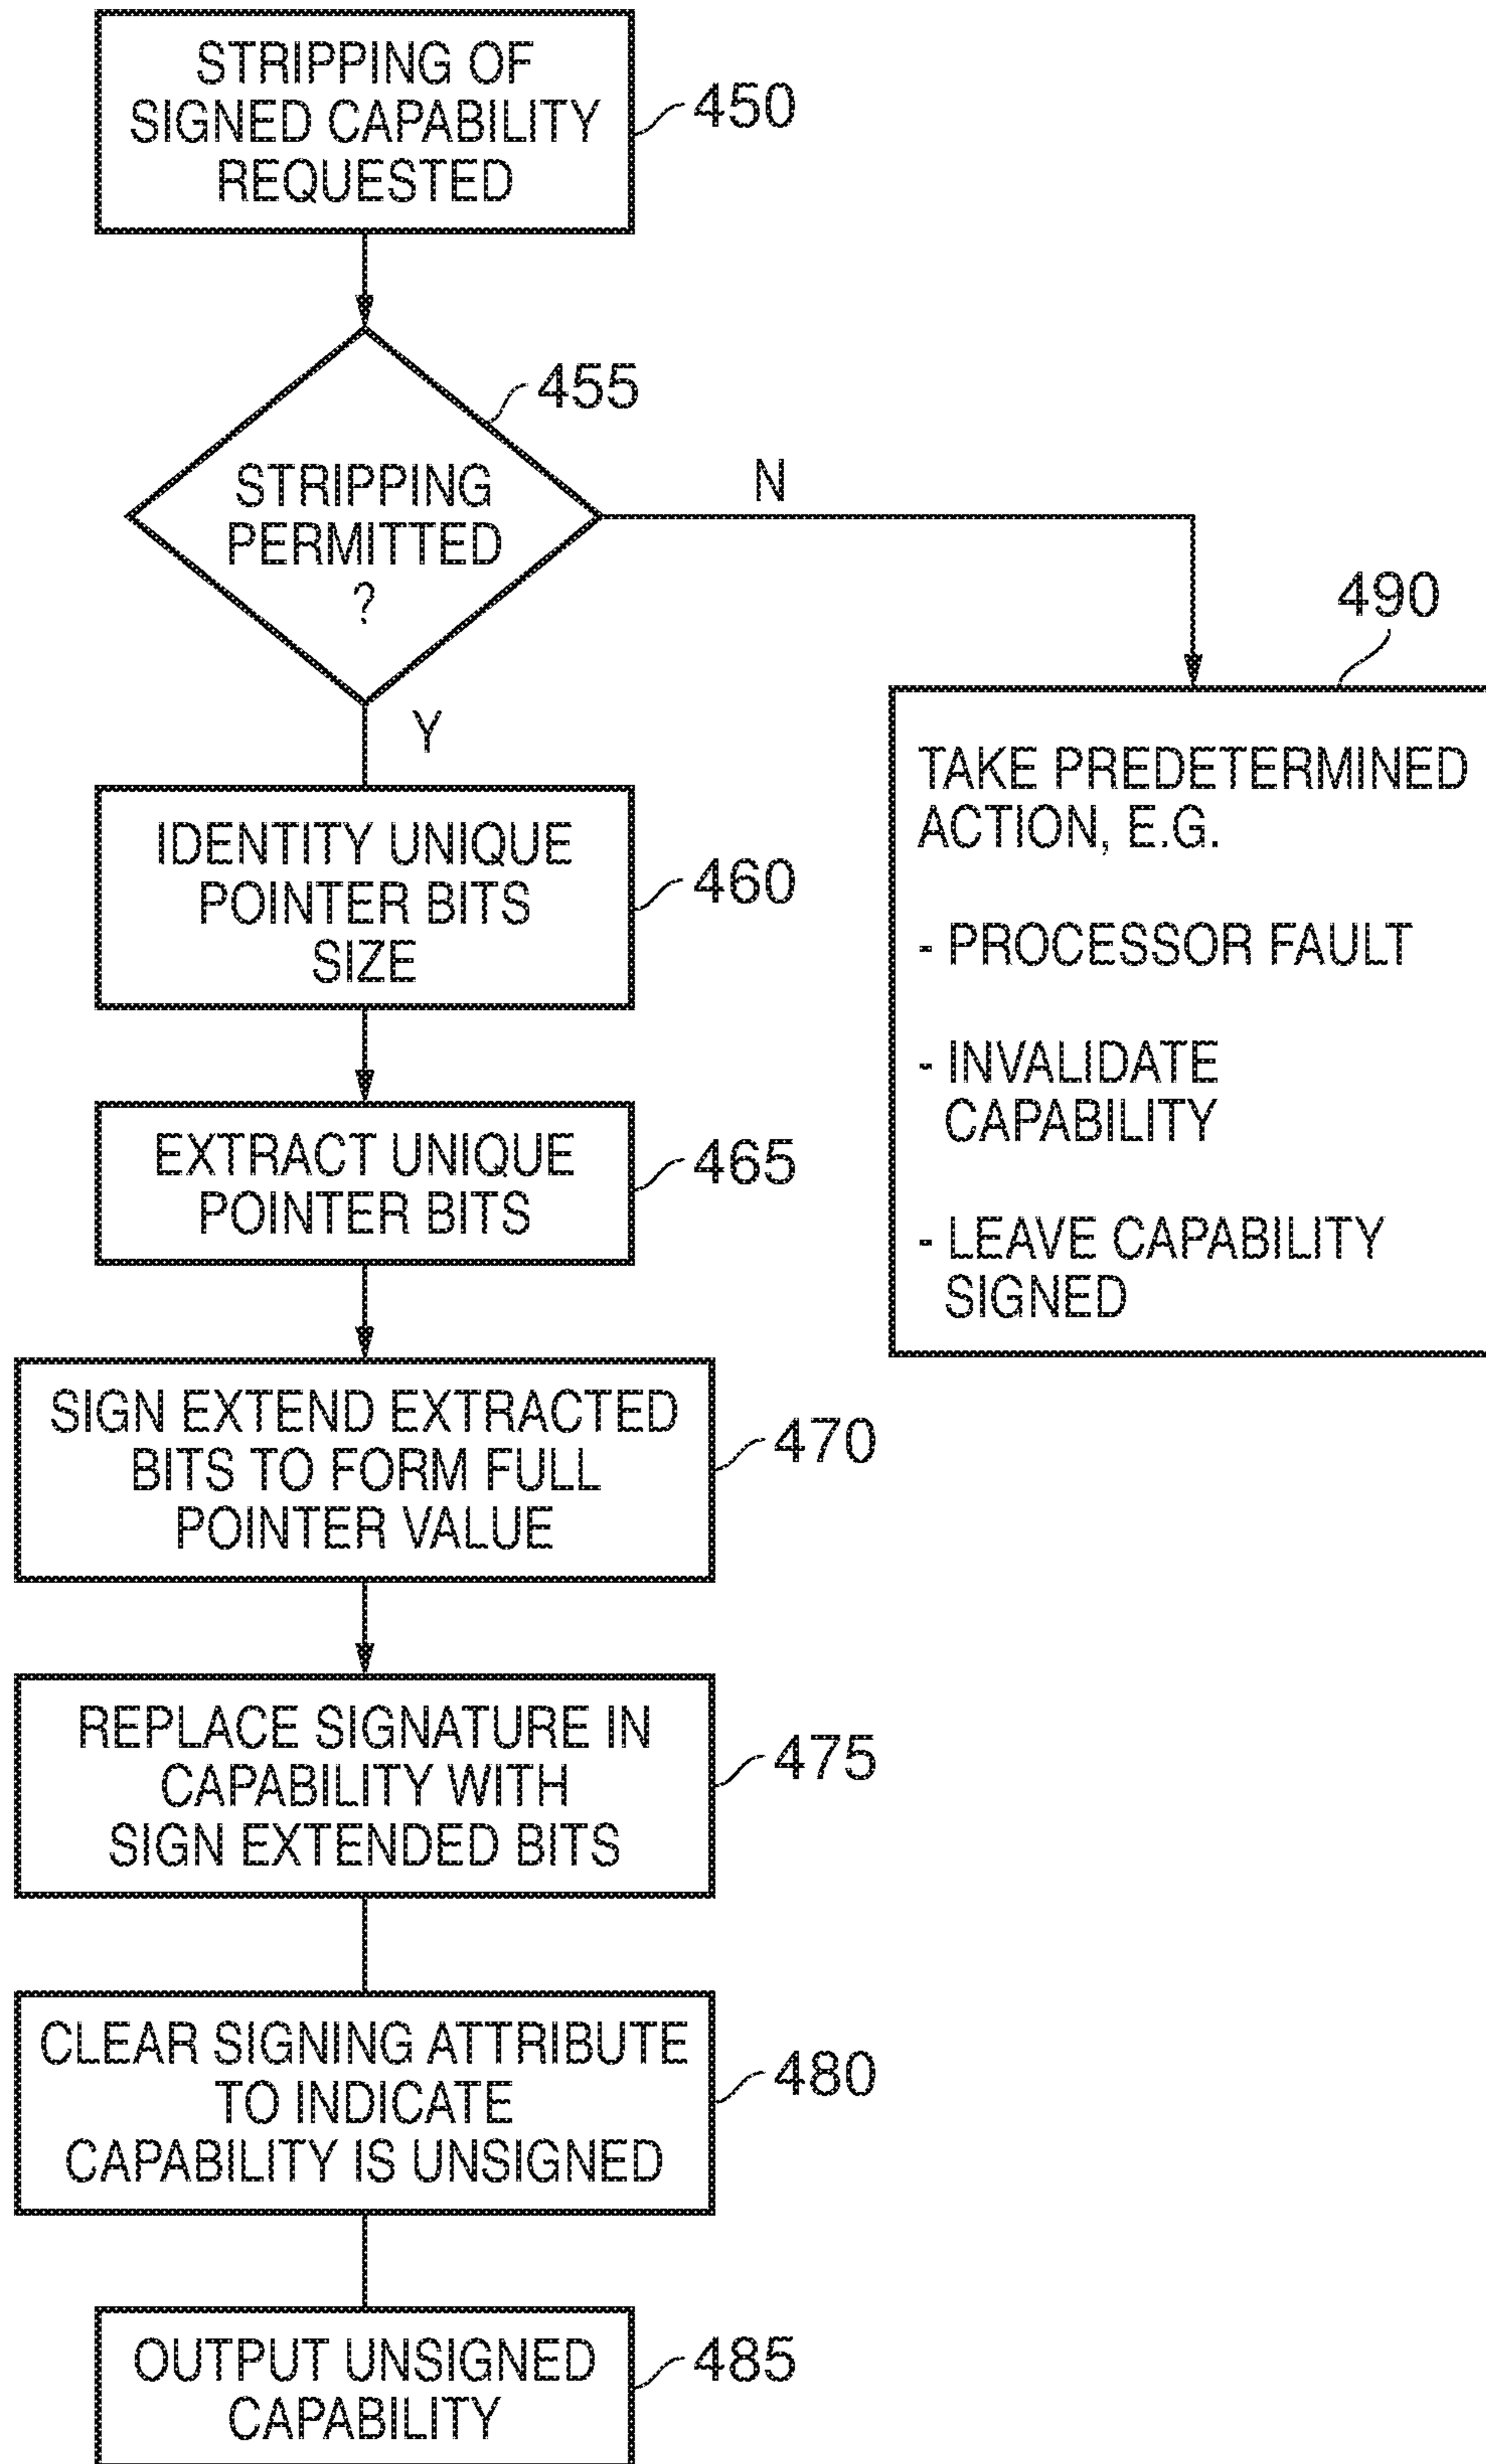 STRIPPING OF
SIGNED CAPABILITY
REQUESTED
450
455
STRIPPING
PERMITTED
?
N
Y
490
TAKE PREDETERMINED
ACTION, E.G.
- PROCESSOR FAULT
- INVALIDATE
CAPABILITY
- LEAVE CAPABILITY
SIGNED
IDENTITY UNIQUE
POINTER BITS
SIZE
460
EXTRACT UNIQUE
POINTER BITS
465
SIGN EXTEND EXTRACTED
BITS TO FORM FULL
POINTER VALUE
470
REPLACE SIGNATURE IN
CAPABILITY WITH
SIGN EXTENDED BITS
475
CLEAR SIGNING ATTRIBUTE
TO INDICATE
CAPABILITY IS UNSIGNED
480
OUTPUT UNSIGNED
CAPABILITY
485